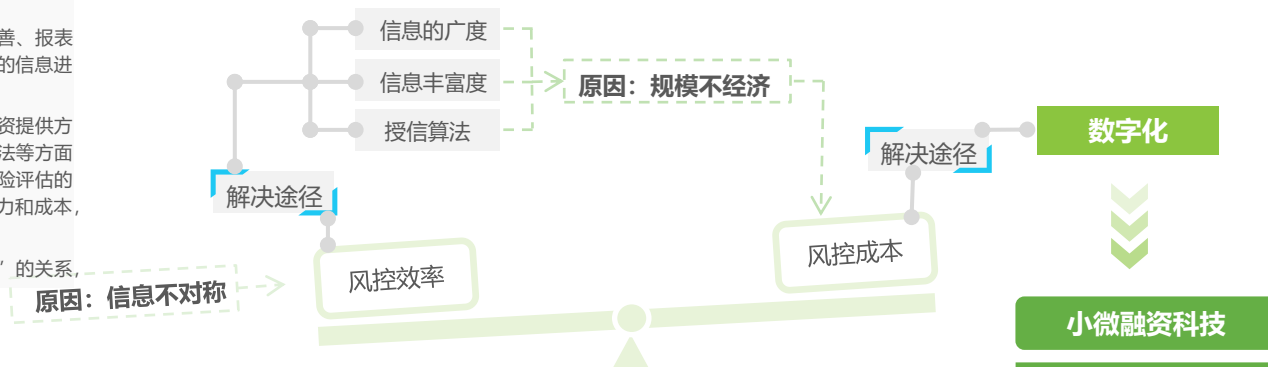 善、报表
的信息进
资提供方
法等方面
险评估的
力和成本，
”的关系，
原因：信息不对称
信息的广度
信息丰富度
授信算法
原因：规模不经济
解决途径
风控效率
解决途径
风控成本
数字化
小微融资科技